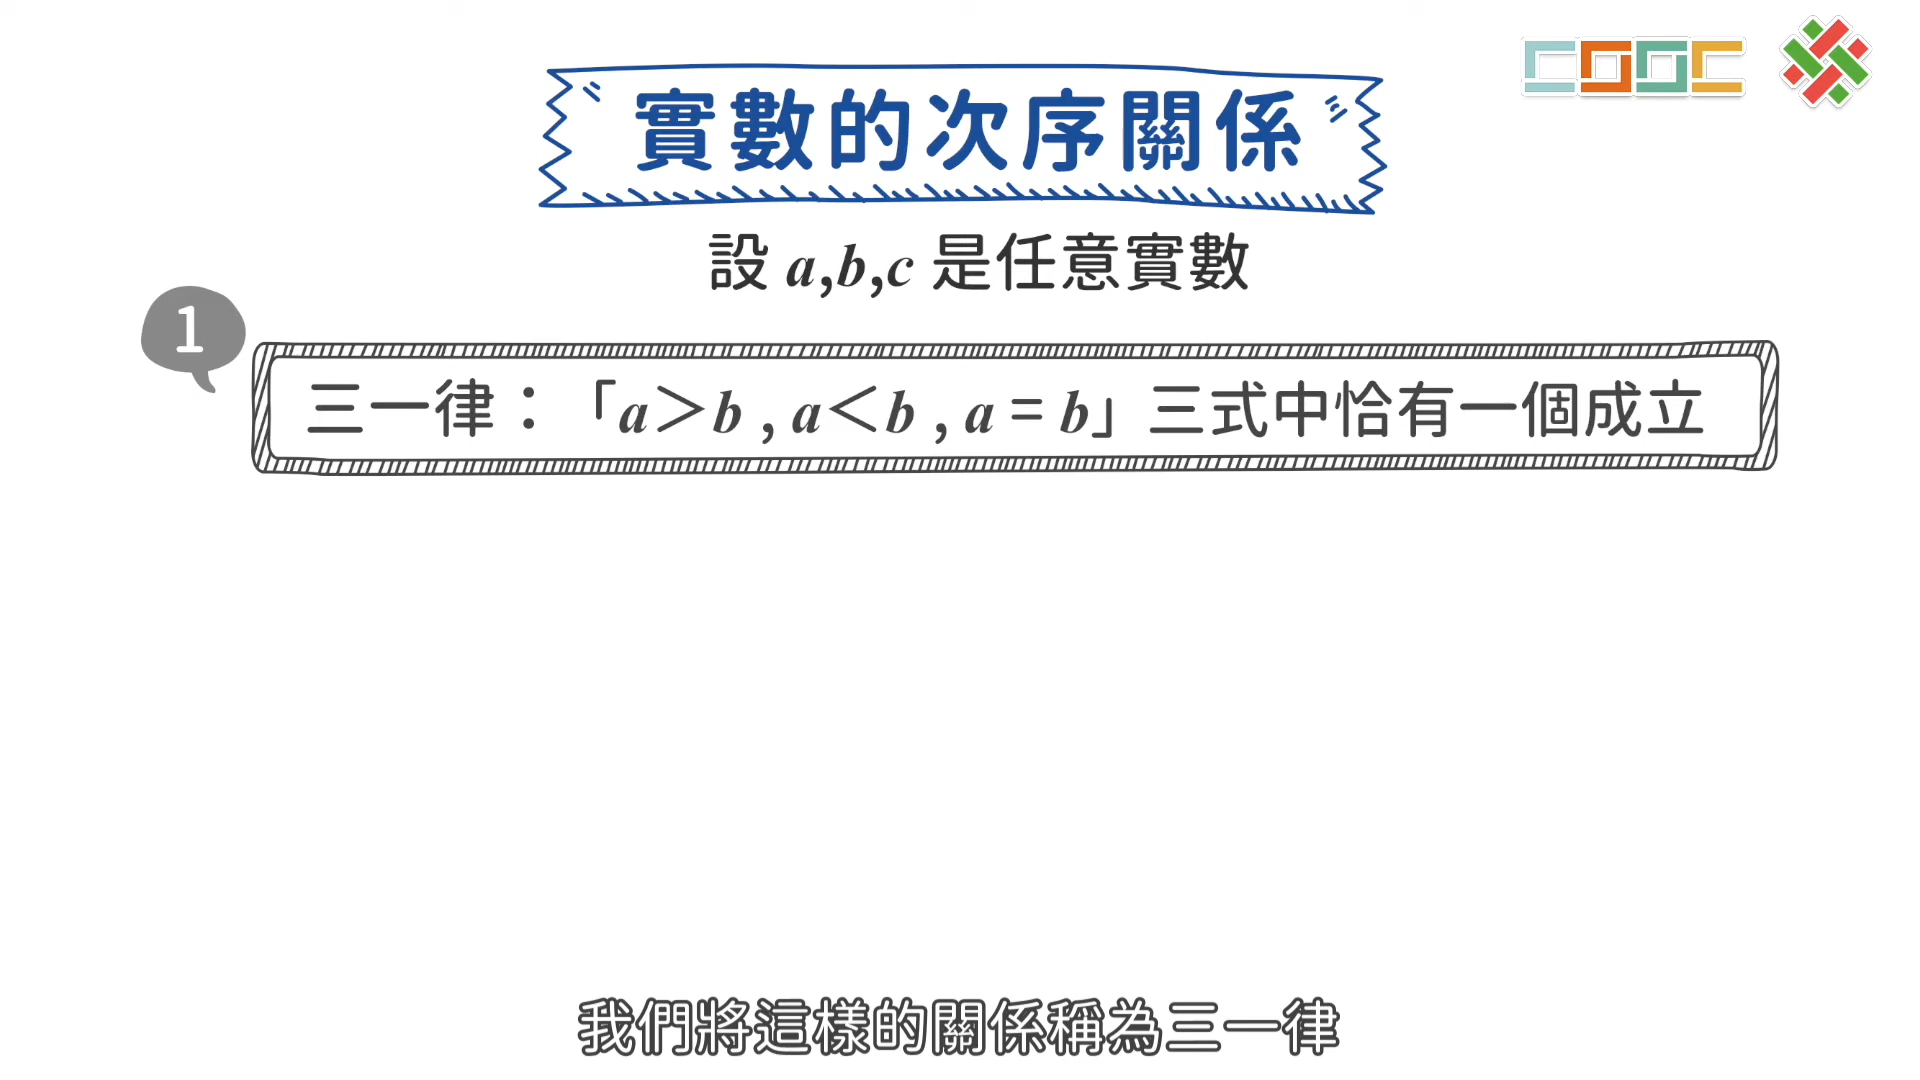 COOC
實數的次序關係
設 a,b,c 是任意實數
1
三一律：「a＞b , a＜b , a = b」三式中恰有一個成立
我們將這樣的關係稱為三一律